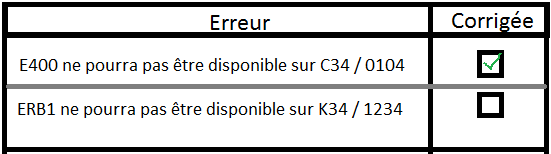 Erreur Corrigée
E400 ne pourra pas être disponible sur C34 / 0104
ERB1 ne pourra pas être disponible sur K34 / 1234